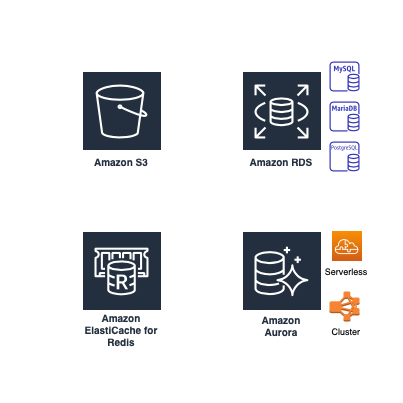 Amazon S3
Amazon RDS
MySQL
MariaDB
PostgreSQL
R
Amazon
ElastiCache for
Redis
Amazon
Aurora
Serverless
Cluster